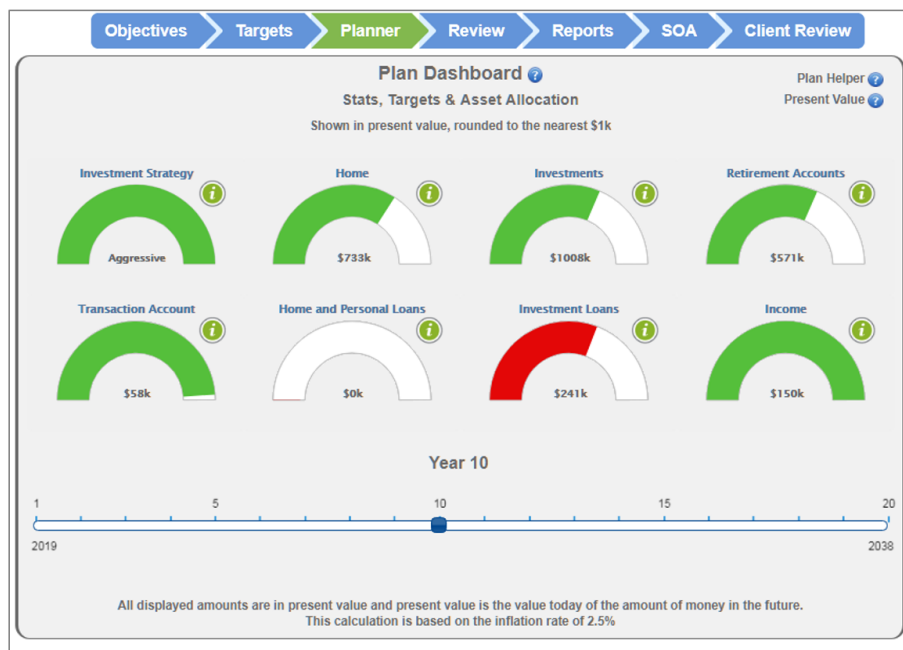 Objectives
Targets
Planner
Review
Reports
SOA
Client Review
Plan Dashboard ?
Plan Helper ?
Stats, Targets & Asset Allocation
Present Value ?
Shown in present value, rounded to the nearest $1k
Investment Strategy
i
Home
i
Investments
i
Retirement Accounts
i
Aggressive
$733k
$1008k
$571k
Transaction Account
i
Home and Personal Loans
i
Investment Loans
i
Income
i
$58k
$0k
$241k
$150k
Year 10
1
5
10
15
20
2019
2038
All displayed amounts are in present value and present value is the value today of the amount of money in the future.
This calculation is based on the inflation rate of 2.5%